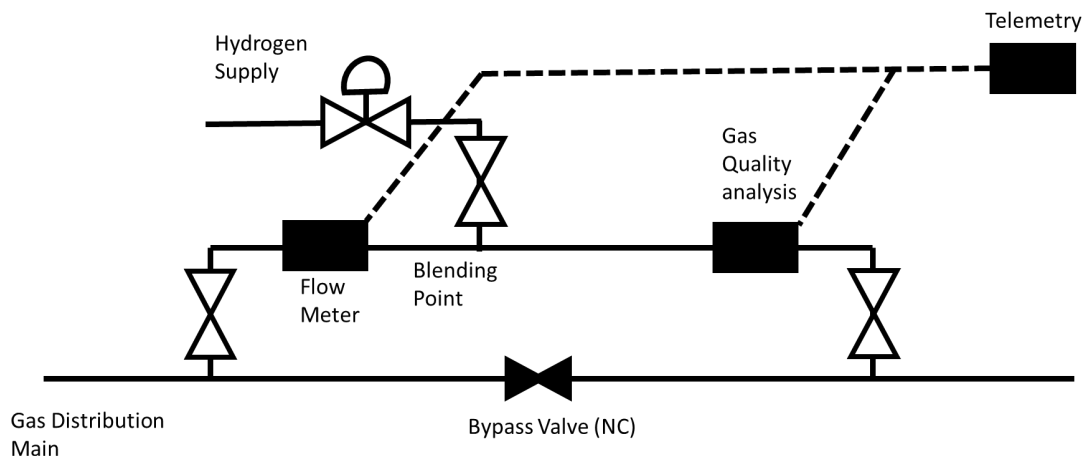 Telemetry
Hydrogen
Supply
Gas
Quality
analysis
Flow
Meter
Blending
Point
Gas Distribution
Main
Bypass Valve (NC)